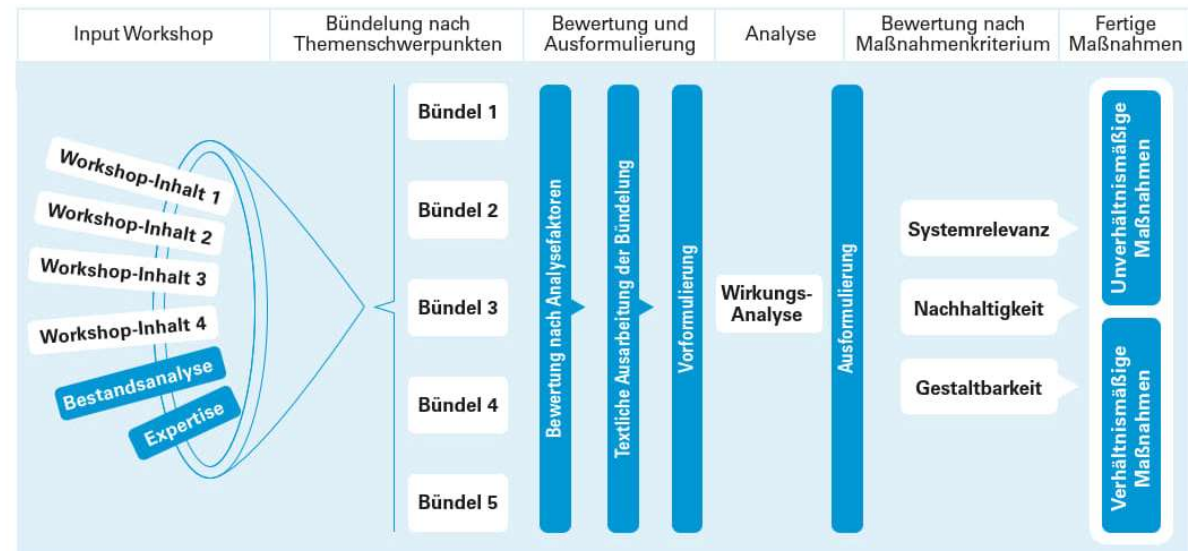 Input Workshop
Bündelung nach
Themenschwerpunkten
Bewertung und
Ausformulierung
Analyse
Bewertung nach
Maßnahmenkriterium
Fertige
Maßnahmen
Workshop-Inhalt 1
Workshop-Inhalt 2
Workshop-Inhalt 3
Workshop-Inhalt 4
Bestandsanalyse
Expertise
Bündel 1
Bündel 2
Bündel 3
Bündel 4
Bündel 5
Bewertung nach Analysefaktoren
Textliche Ausarbeitung der Bündelung
Vorformulierung
Wirkungs-
Analyse
Ausformulierung
Systemrelevanz
Nachhaltigkeit
Gestaltbarkeit
Unverhältnismäßige
Maßnahmen
Verhältnismäßige
Maßnahmen